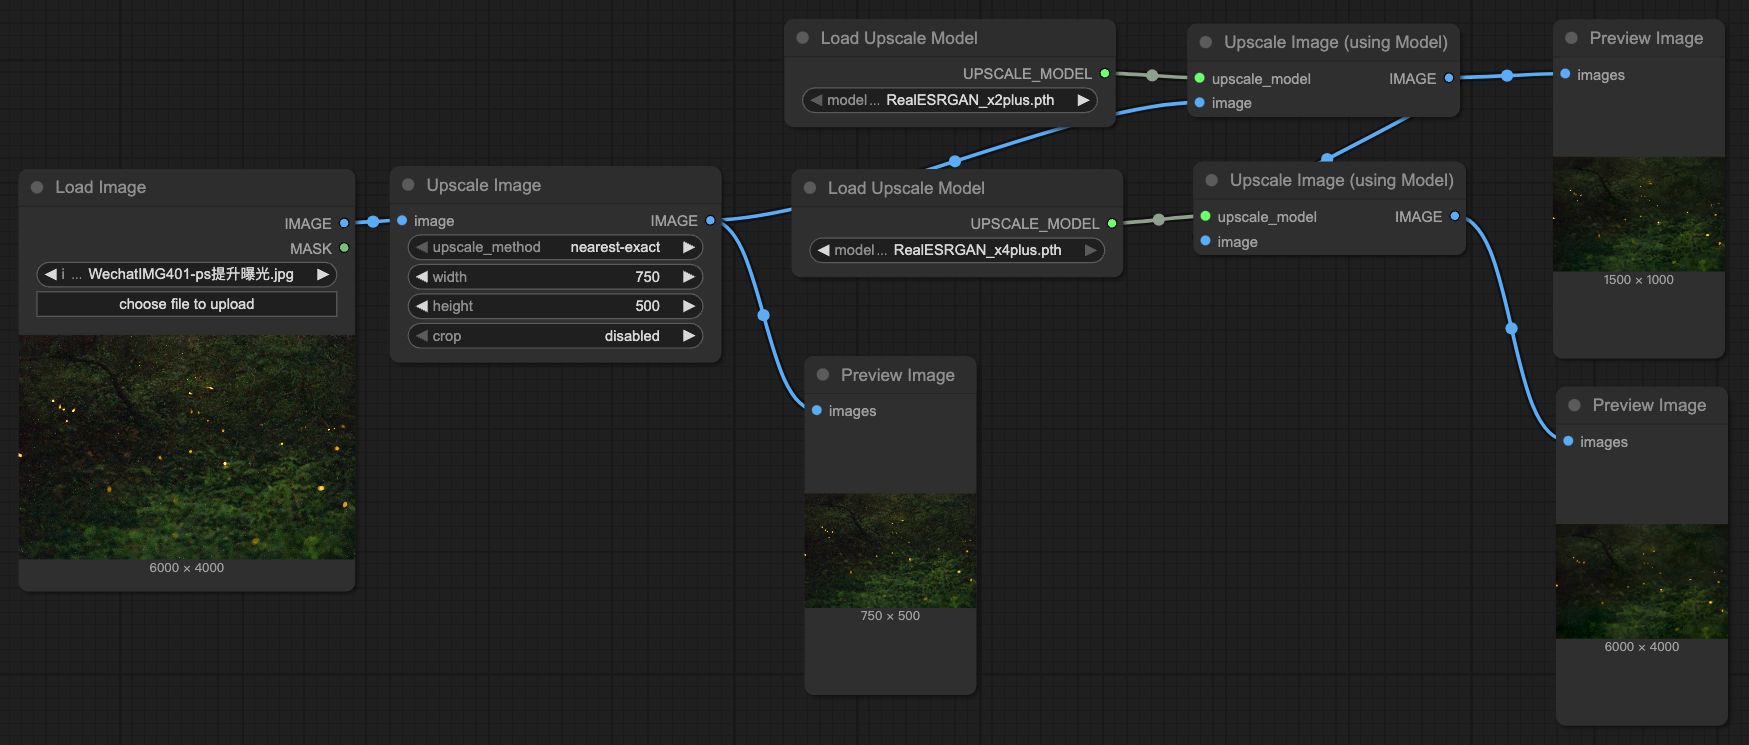 Load Image
IMAGE
MASK
i ... WechatIMG401-ps提升曝光.jpg
choose file to upload
6000 × 4000
Upscale Image
image IMAGE
upscale_method nearest-exact
width 750
height 500
crop disabled
Load Upscale Model
UPSCALE_MODEL
model ... RealESRGAN_x2plus.pth
Load Upscale Model
UPSCALE_MODEL
model ... RealESRGAN_x4plus.pth
Preview Image
images
750 × 500
Upscale Image (using Model)
upscale_model IMAGE
image
Upscale Image (using Model)
upscale_model IMAGE
image
Preview Image
images
1500 × 1000
Preview Image
images
6000 × 4000